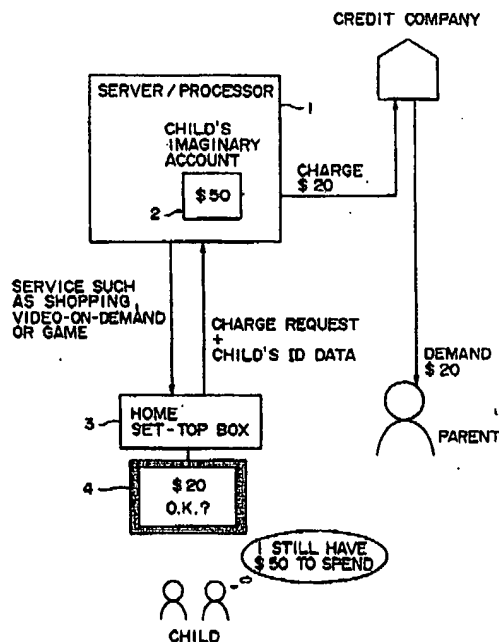 CREDIT COMPANY
SERVER/PROCESSOR
1
CHILD'S
IMAGINARY
ACCOUNT
$50
2
CHARGE
$20
SERVICE SUCH
AS SHOPPING,
VIDEO-ON-DEMAND
OR GAME
CHARGE REQUEST
+
CHILD'S ID DATA
DEMAND
$20
PARENT
3
HOME
SET-TOP BOX
4
$20
O.K.?
I STILL HAVE
$50 TO SPEND
CHILD